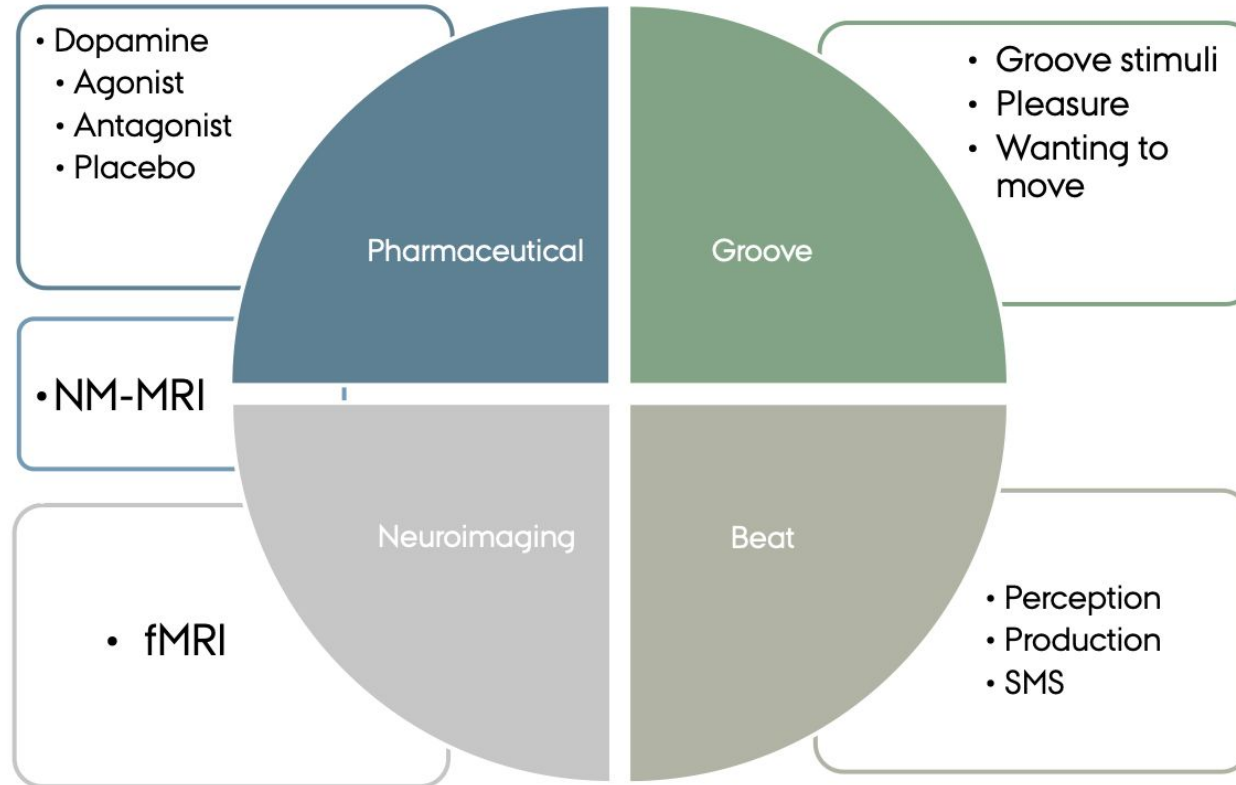 • Dopamine
• Agonist
• Antagonist
• Placebo
• Groove stimuli
• Pleasure
• Wanting to
move
Pharmaceutical
Groove
• NM-MRI
Neuroimaging
Beat
• fMRI
• Perception
• Production
• SMS